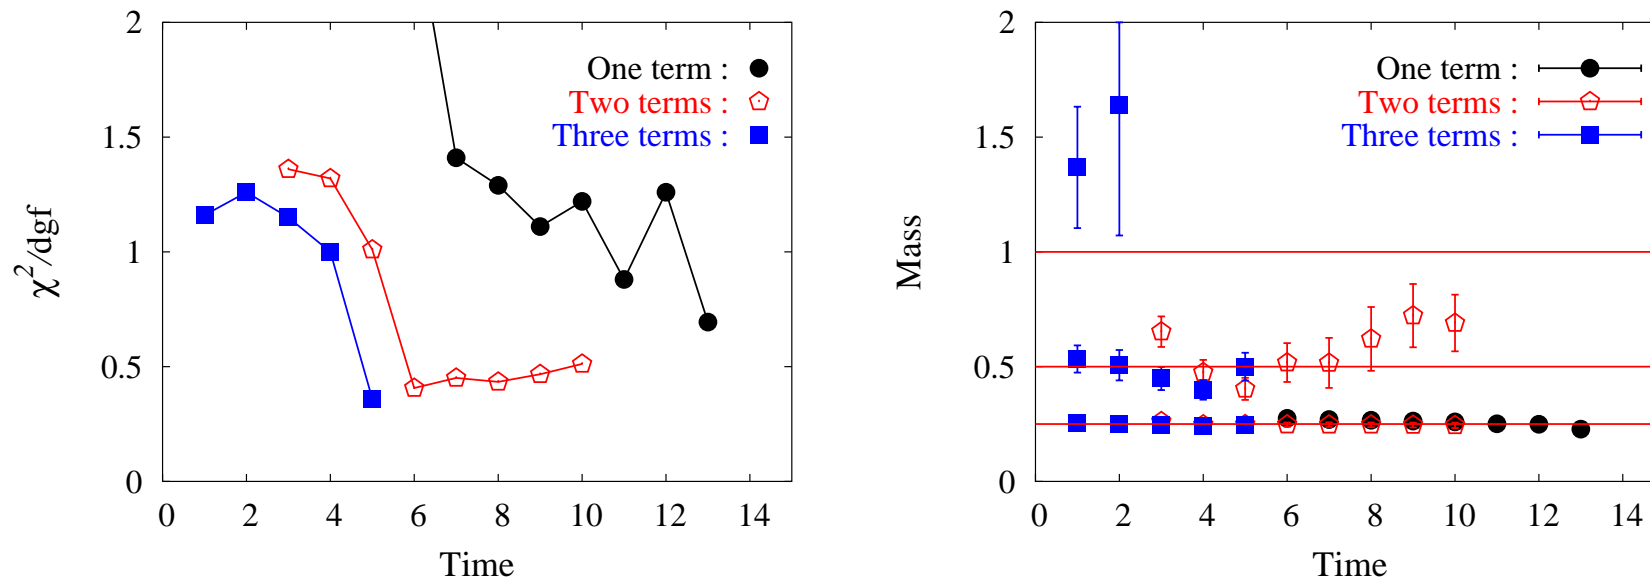 2
1.5
1
0.5
0
0 2 4 6 8 10 12 14
χ²/dgf
Time
One term :
Two terms :
Three terms :
2
1.5
1
0.5
0
0 2 4 6 8 10 12 14
Mass
Time
One term :
Two terms :
Three terms :